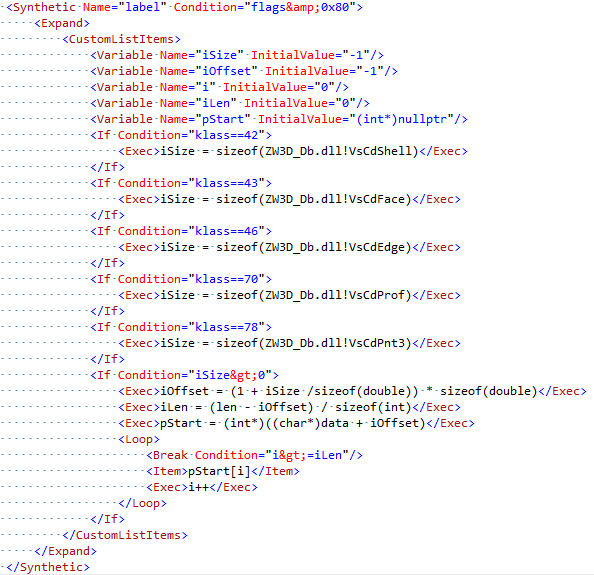 <Synthetic Name="label" Condition="flags&amp;0x80">
<Expand>
<CustomListItems>
<Variable Name="iSize" InitialValue="-1"/>
<Variable Name="iOffset" InitialValue="-1"/>
<Variable Name="i" InitialValue="0"/>
<Variable Name="iLen" InitialValue="0"/>
<Variable Name="pStart" InitialValue="(int*)nullptr"/>
<If Condition="klass==42">
<Exec>iSize = sizeof(ZW3D_Db.dll!VsCdShell)</Exec>
</If>
<If Condition="klass==43">
<Exec>iSize = sizeof(ZW3D_Db.dll!VsCdFace)</Exec>
</If>
<If Condition="klass==46">
<Exec>iSize = sizeof(ZW3D_Db.dll!VsCdEdge)</Exec>
</If>
<If Condition="klass==70">
<Exec>iSize = sizeof(ZW3D_Db.dll!VsCdProf)</Exec>
</If>
<If Condition="klass==78">
<Exec>iSize = sizeof(ZW3D_Db.dll!VsCdPnt3)</Exec>
</If>
<If Condition="iSize&gt;0">
<Exec>iOffset = (1 + iSize /sizeof(double)) * sizeof(double)</Exec>
<Exec>iLen = (len - iOffset) / sizeof(int)</Exec>
<Exec>pStart = (int*)((char*)data + iOffset)</Exec>
<Loop>
<Break Condition="i&gt;=iLen"/>
<Item>pStart[i]</Item>
<Exec>i++</Exec>
</Loop>
</If>
</CustomListItems>
</Expand>
</Synthetic>